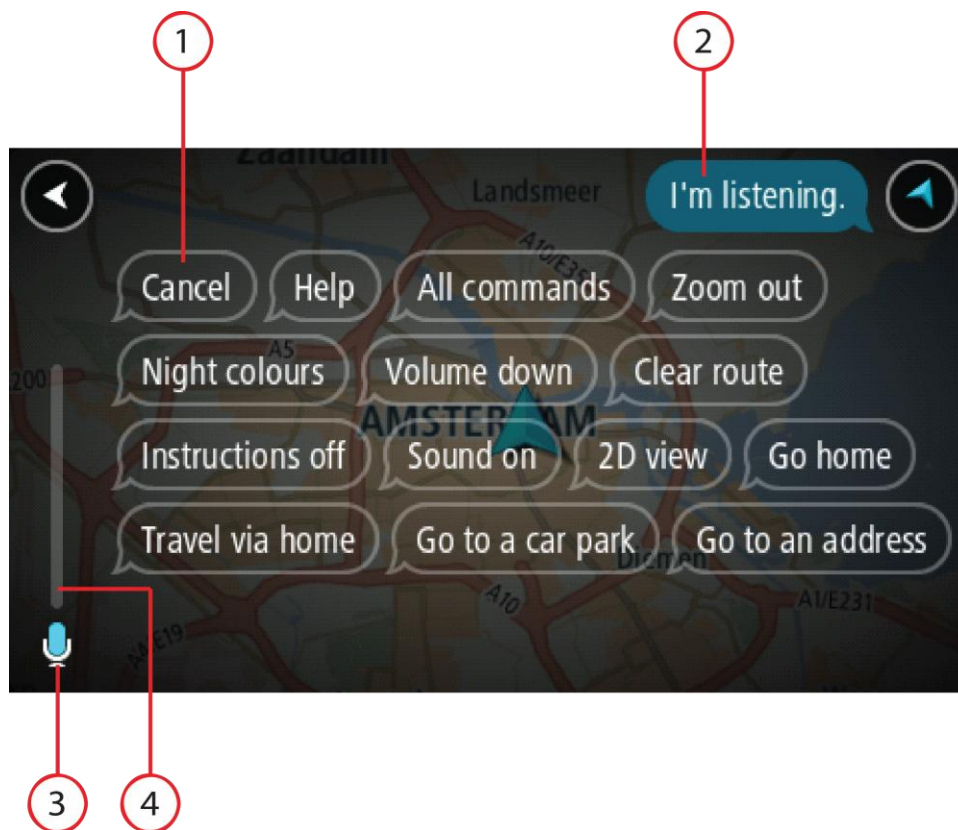 1 2
Zaandam
Landsmeer
I'm listening.
A10/E35
Cancel Help All commands Zoom out
A5
200
Night colours Volume down Clear route
AMSTERDAM
Instructions off Sound on 2D view Go home
Travel via home Go to a car park Go to an address
Diemen
A10
A1/E231
A4/E19
3 4